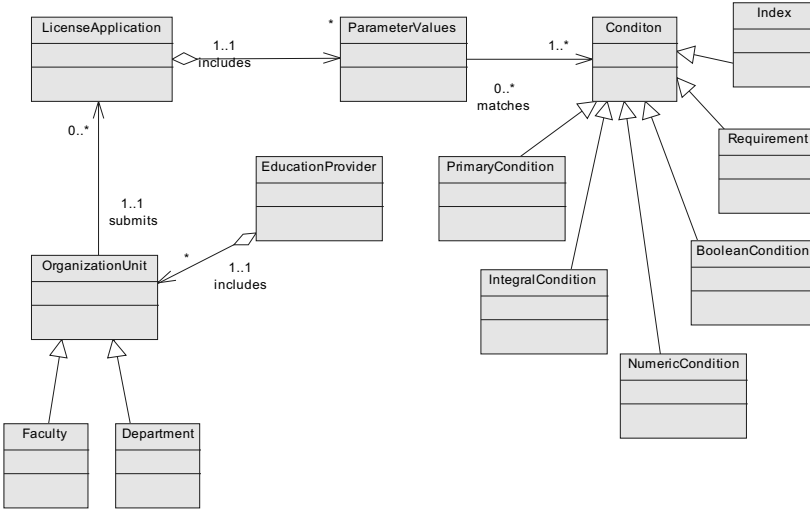 LicenseApplication
ParameterValues
Conditon
Index
1..1
includes
*
1..*
0..*
matches
0..*
Requirement
EducationProvider
PrimaryCondition
1..1
submits
BooleanCondition
OrganizationUnit
*
1..1
includes
IntegralCondition
NumericCondition
Faculty
Department